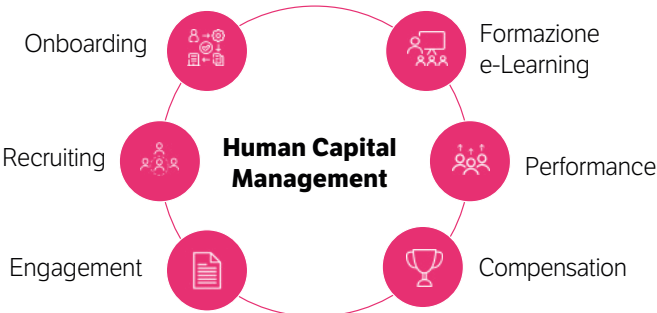 Onboarding
Formazione
e-Learning
Recruiting
Human Capital
Management
Performance
Engagement
Compensation